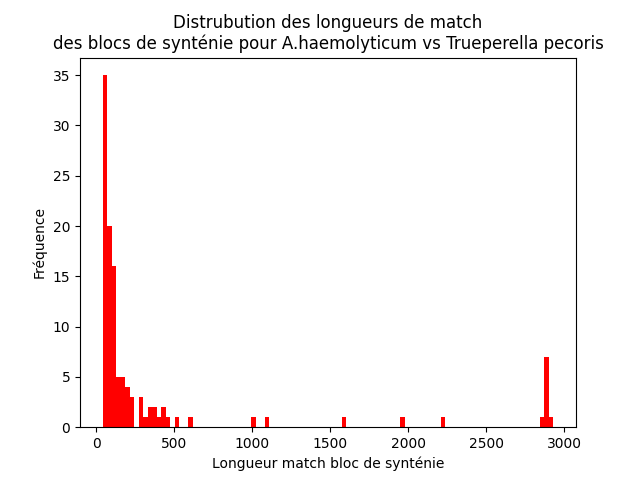 Distrubution des longueurs de match
des blocs de synténie pour A.haemolyticum vs Trueperella pecoris
35
30
25
20
15
10
5
0
Fréquence
0 500 1000 1500 2000 2500 3000
Longueur match bloc de synténie